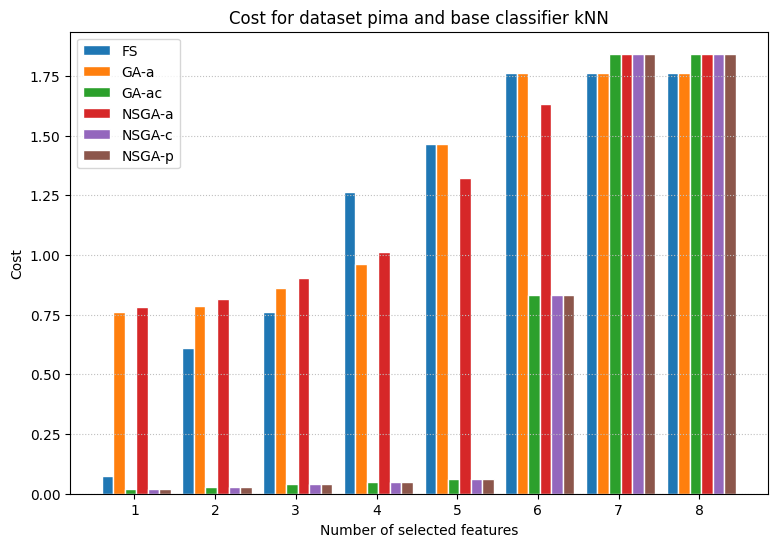 Cost for dataset pima and base classifier kNN
FS
GA-a
GA-ac
NSGA-a
NSGA-c
NSGA-p
Cost
1.75
1.50
1.25
1.00
0.75
0.50
0.25
0.00
1 2 3 4 5 6 7 8
Number of selected features